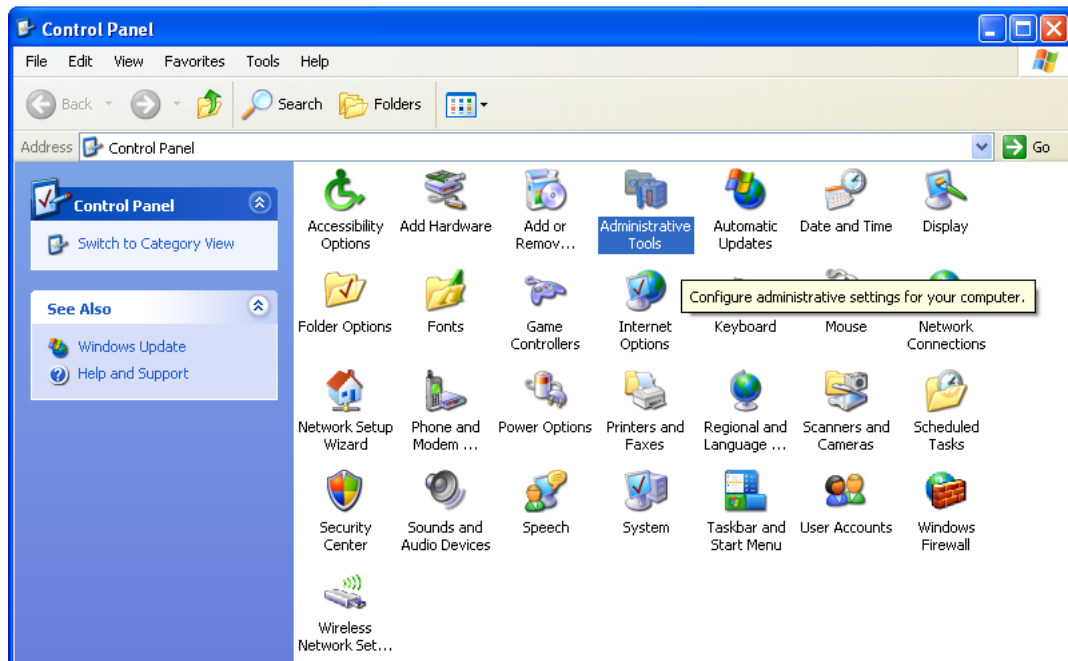 Control Panel
File Edit View Favorites Tools Help
Back Search Folders
Address Control Panel Go
Control Panel
Switch to Category View
See Also
Windows Update
Help and Support
Accessibility Options
Add Hardware
Add or Remov...
Administrative Tools
Automatic Updates
Date and Time
Display
Configure administrative settings for your computer.
Folder Options
Fonts
Game Controllers
Internet Options
Keyboard
Mouse
Network Connections
Network Setup Wizard
Phone and Modem ...
Power Options
Printers and Faxes
Regional and Language ...
Scanners and Cameras
Scheduled Tasks
Security Center
Sounds and Audio Devices
Speech
System
Taskbar and Start Menu
User Accounts
Windows Firewall
Wireless Network Set...